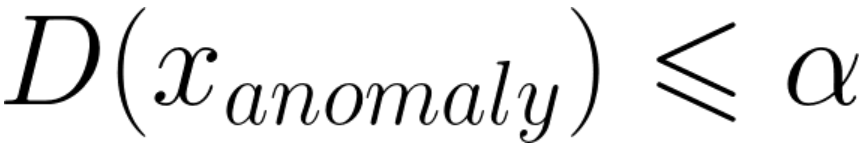 D(x_{anomaly}) ⩽ α